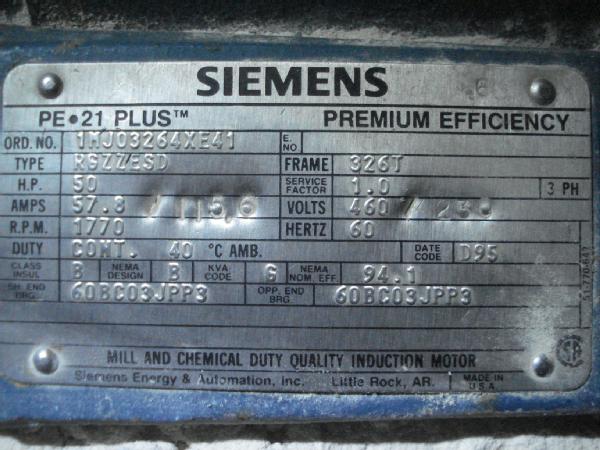 SIEMENS
PE•21 PLUS™ PREMIUM EFFICIENCY
ORD. NO. 1MJ03264XE41 E. NO
TYPE RGZZESD FRAME 326T
H.P. 50 SERVICE FACTOR 1.0 3 PH
AMPS 57.8 / 115.6 VOLTS 460 / 230
R.P.M. 1770 HERTZ 60
DUTY CONT. 40 °C AMB. DATE CODE D95
CLASS INSUL B NEMA DESIGN B KVA CODE G NEMA NOM. EFF 94.1
SH. END BRG. 60BC03JPP3 OPP. END BRG. 60BC03JPP3
51-770-642
MILL AND CHEMICAL DUTY QUALITY INDUCTION MOTOR
Siemens Energy & Automation, Inc. Little Rock, AR. MADE IN U.S.A.